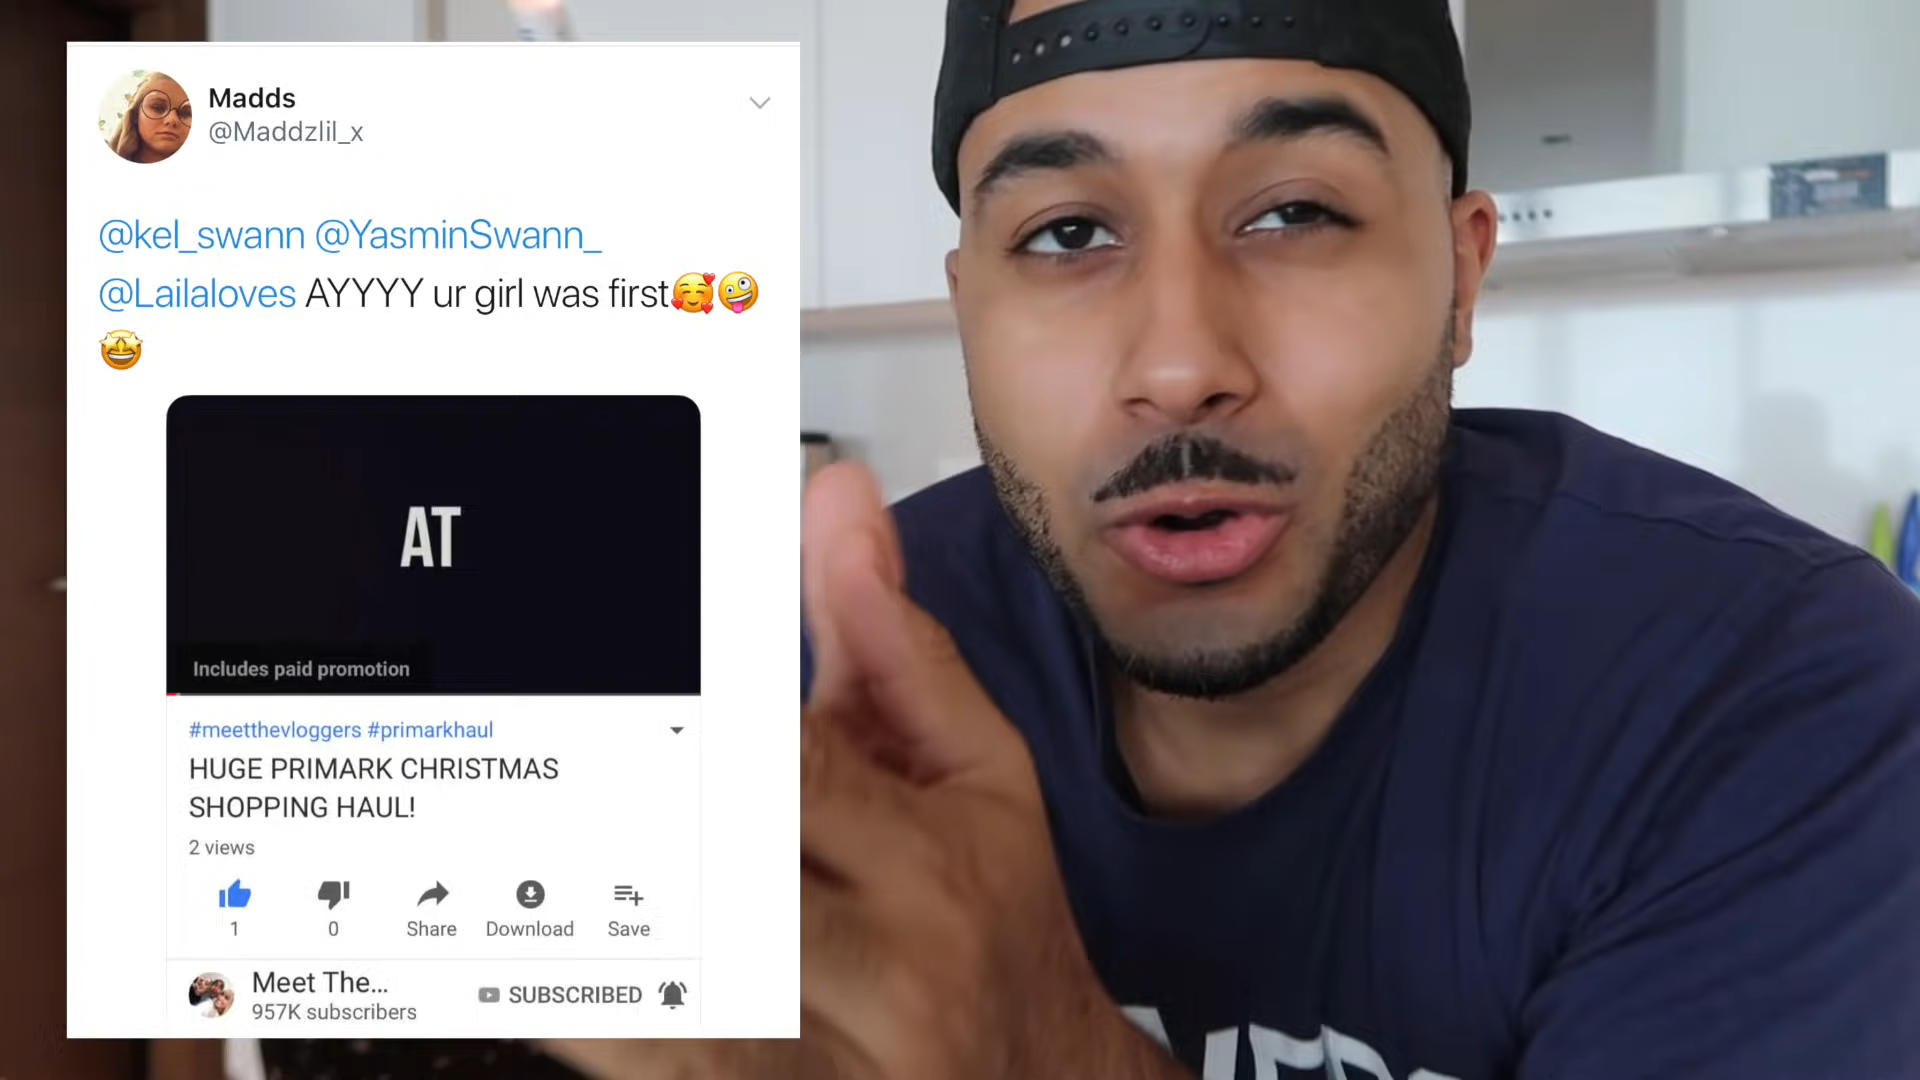 Madds
@Maddzlil_x
@kel_swann @YasminSwann_
@Lailaloves AYYYY ur girl was first🥰🤪
🤩
AT
Includes paid promotion
#meetthevloggers #primarkhaul
HUGE PRIMARK CHRISTMAS
SHOPPING HAUL!
2 views
1
0
Share
Download
Save
Meet The...
957K subscribers
SUBSCRIBED